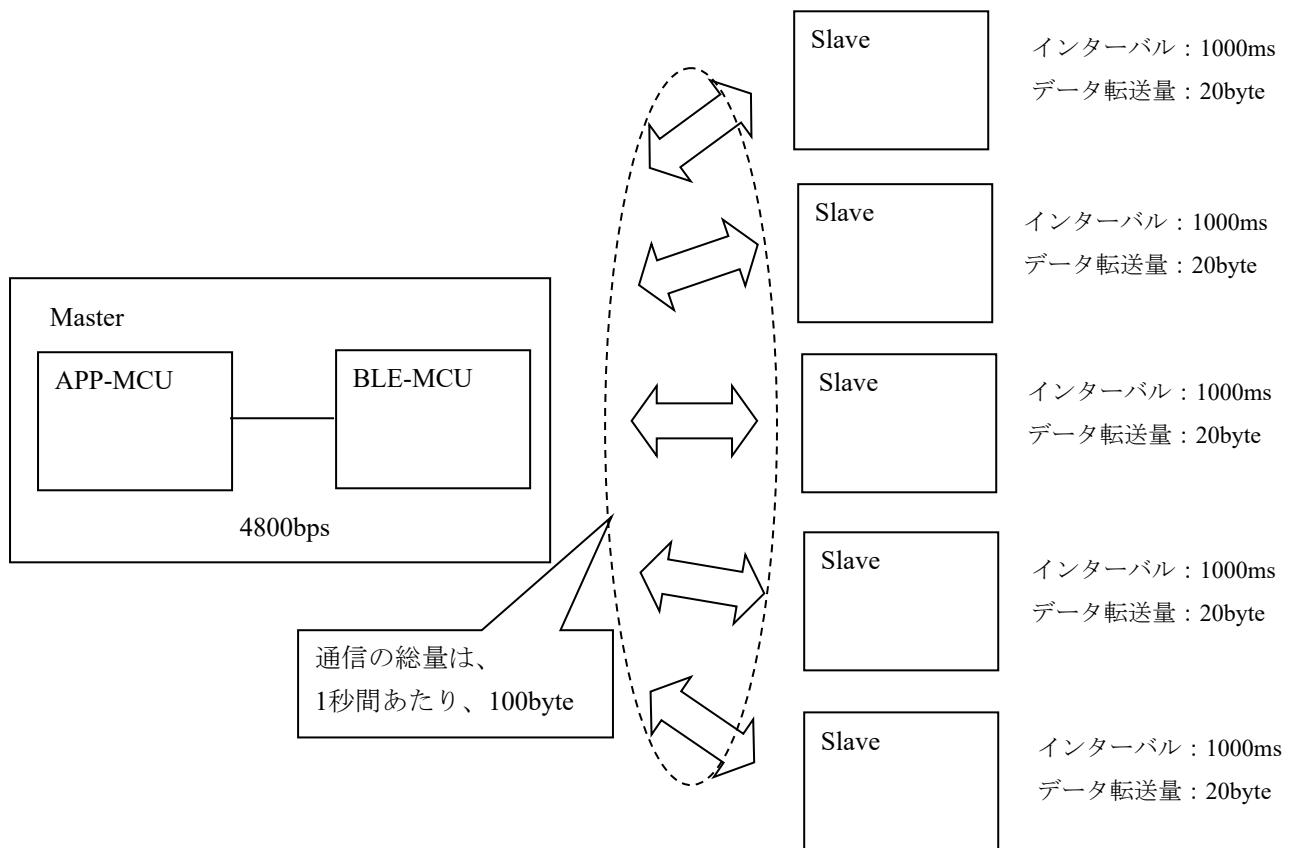 Slave
インターバル：1000ms
データ転送量：20byte
Slave
インターバル：1000ms
データ転送量：20byte
Master
APP-MCU
BLE-MCU
4800bps
Slave
インターバル：1000ms
データ転送量：20byte
Slave
インターバル：1000ms
データ転送量：20byte
通信の総量は、
1秒間あたり、100byte
Slave
インターバル：1000ms
データ転送量：20byte